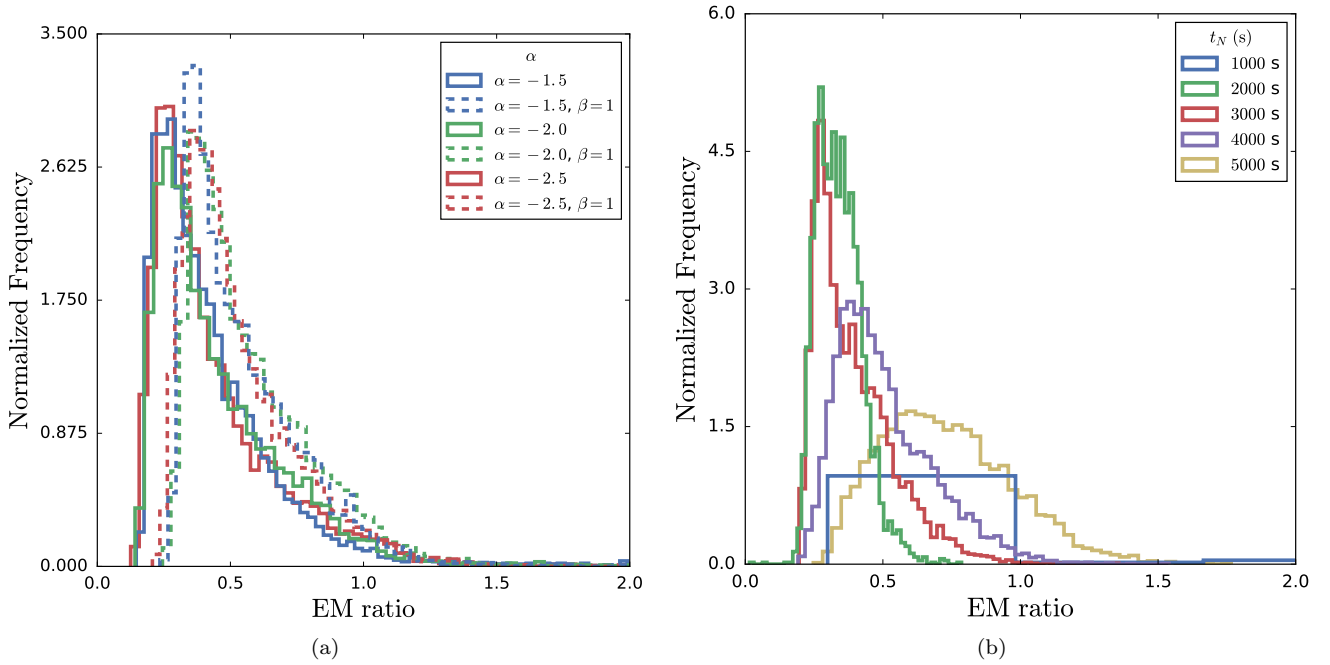 3.500
2.625
1.750
0.875
0.000
Normalized Frequency
0.0 0.5 1.0 1.5 2.0
EM ratio
α
α = −1.5
α = −1.5, β = 1
α = −2.0
α = −2.0, β = 1
α = −2.5
α = −2.5, β = 1
(a)
6.0
4.5
3.0
1.5
0.0
Normalized Frequency
0.0 0.5 1.0 1.5 2.0
EM ratio
t_N (s)
1000 s
2000 s
3000 s
4000 s
5000 s
(b)